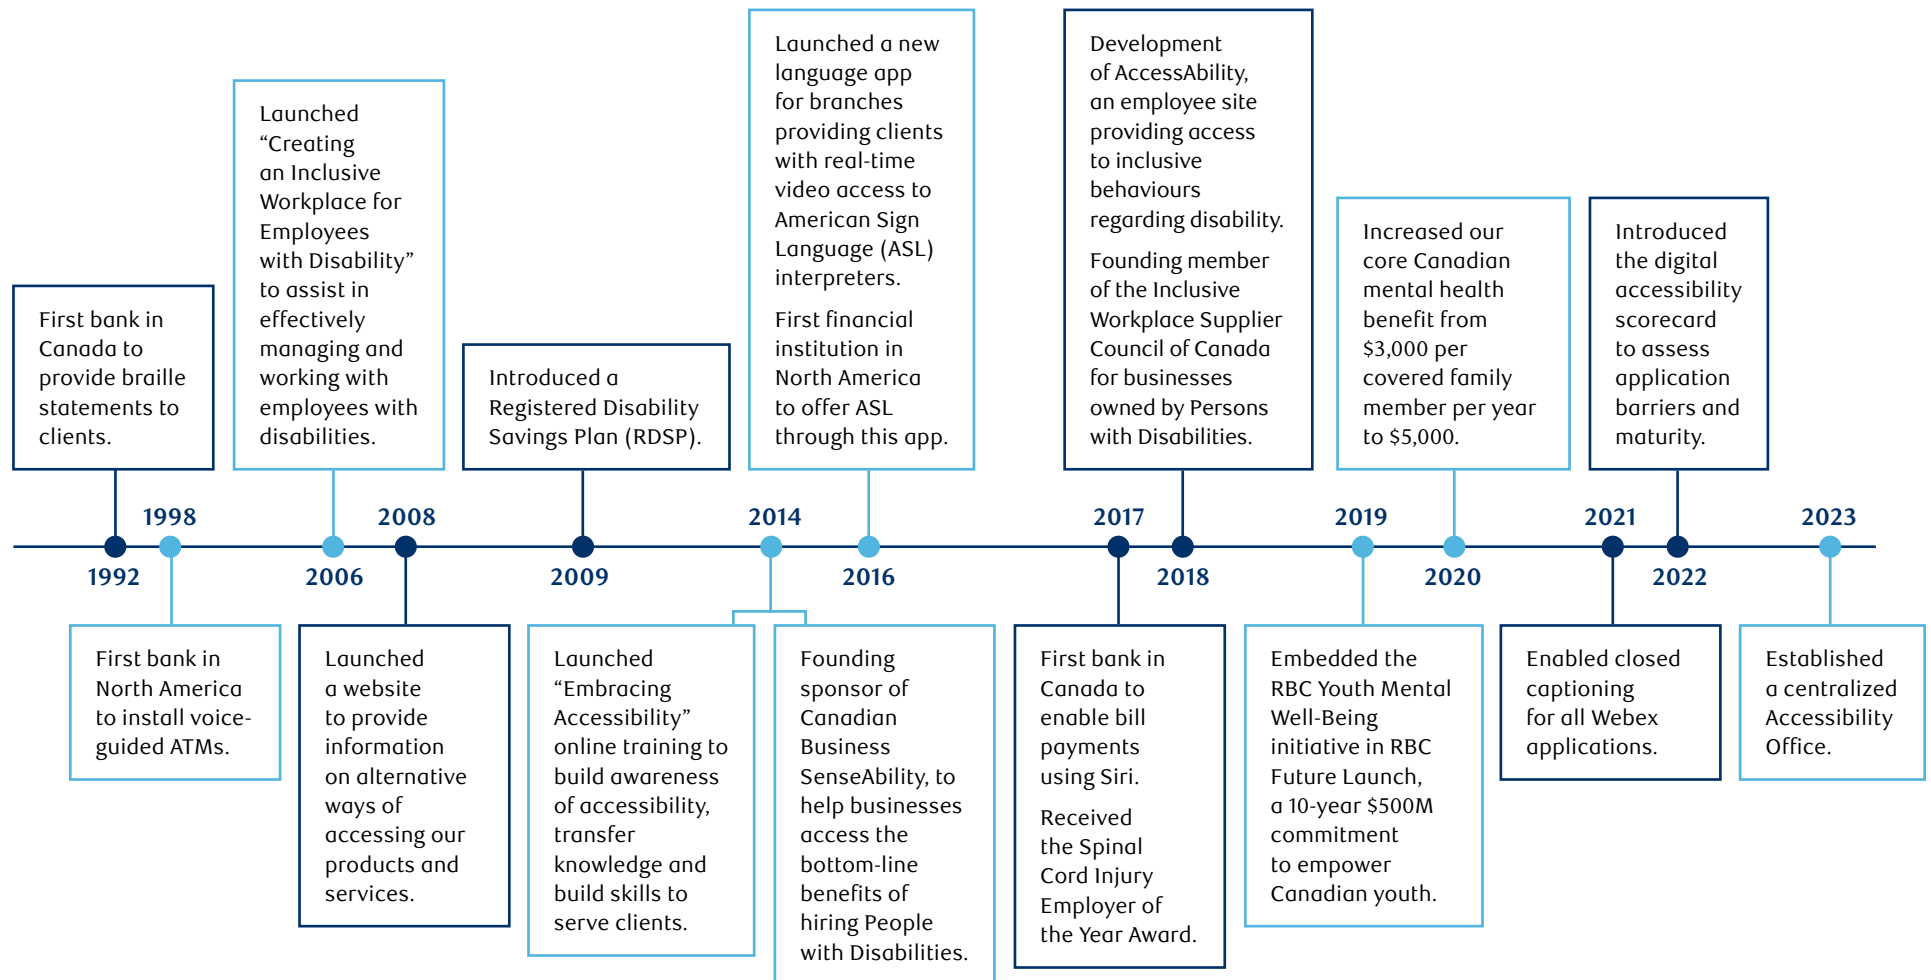 First bank in
Canada to
provide braille
statements to
clients.
Launched
“Creating
an Inclusive
Workplace for
Employees
with Disability”
to assist in
effectively
managing and
working with
employees with
disabilities.
Introduced a
Registered Disability
Savings Plan (RDSP).
Launched a new
language app
for branches
providing clients
with real-time
video access to
American Sign
Language (ASL)
interpreters.
First financial
institution in
North America
to offer ASL
through this app.
Development
of AccessAbility,
an employee site
providing access
to inclusive
behaviours
regarding disability.
Founding member
of the Inclusive
Workplace Supplier
Council of Canada
for businesses
owned by Persons
with Disabilities.
Increased our
core Canadian
mental health
benefit from
$3,000 per
covered family
member per year
to $5,000.
Introduced
the digital
accessibility
scorecard
to assess
application
barriers and
maturity.
1998
2008
2014
2017
2019
2021
2023
1992
2006
2009
2016
2018
2020
2022
First bank in
North America
to install voice-
guided ATMs.
Launched
a website
to provide
information
on alternative
ways of
accessing our
products and
services.
Launched
“Embracing
Accessibility”
online training to
build awareness
of accessibility,
transfer
knowledge and
build skills to
serve clients.
Founding
sponsor of
Canadian
Business
SenseAbility, to
help businesses
access the
bottom-line
benefits of
hiring People
with Disabilities.
First bank in
Canada to
enable bill
payments
using Siri.
Received
the Spinal
Cord Injury
Employer of
the Year Award.
Embedded the
RBC Youth Mental
Well-Being
initiative in RBC
Future Launch,
a 10-year $500M
commitment
to empower
Canadian youth.
Enabled closed
captioning
for all Webex
applications.
Established
a centralized
Accessibility
Office.